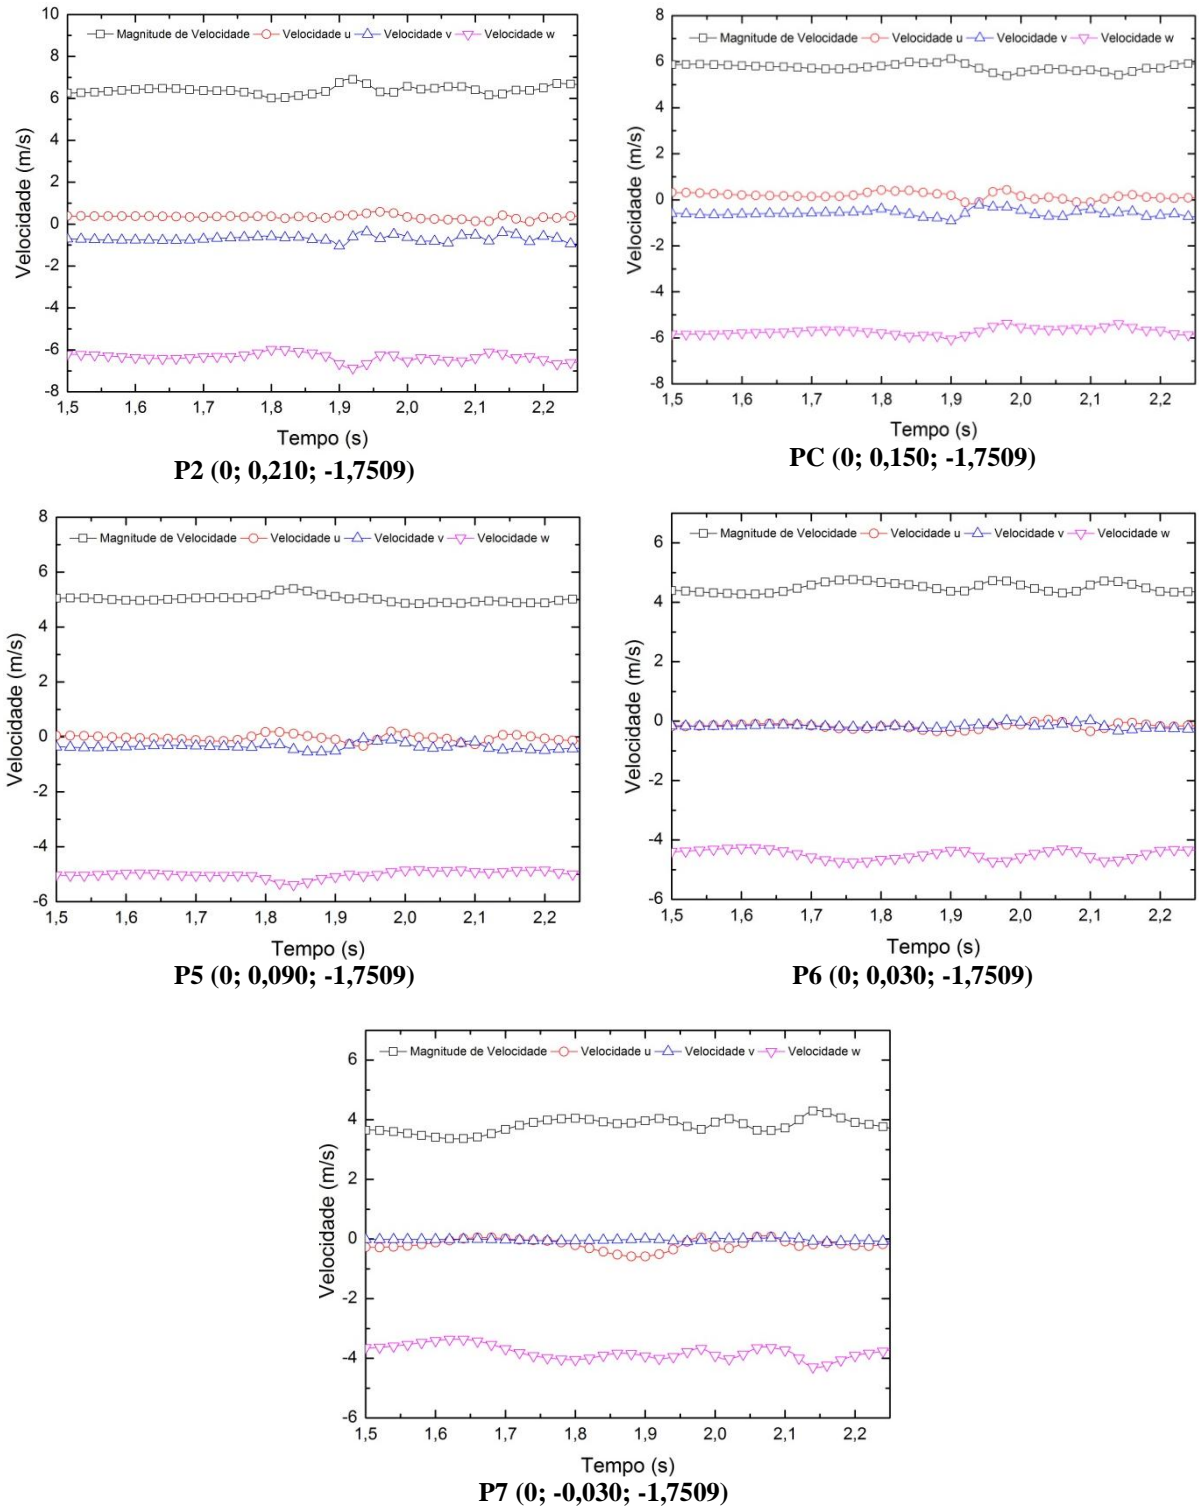 10
8
6
4
2
0
-2
-4
-6
-8
1,5 1,6 1,7 1,8 1,9 2,0 2,1 2,2
Magnitude de Velocidade Velocidade u Velocidade v Velocidade w
Velocidade (m/s)
Tempo (s)
P2 (0; 0,210; -1,7509)
8
6
4
2
0
-2
-4
-6
-8
1,5 1,6 1,7 1,8 1,9 2,0 2,1 2,2
Magnitude de Velocidade Velocidade u Velocidade v Velocidade w
Velocidade (m/s)
Tempo (s)
PC (0; 0,150; -1,7509)
8
6
4
2
0
-2
-4
-6
1,5 1,6 1,7 1,8 1,9 2,0 2,1 2,2
Magnitude de Velocidade Velocidade u Velocidade v Velocidade w
Velocidade (m/s)
Tempo (s)
P5 (0; 0,090; -1,7509)
6
4
2
0
-2
-4
-6
1,5 1,6 1,7 1,8 1,9 2,0 2,1 2,2
Magnitude de Velocidade Velocidade u Velocidade v Velocidade w
Velocidade (m/s)
Tempo (s)
P6 (0; 0,030; -1,7509)
6
4
2
0
-2
-4
-6
1,5 1,6 1,7 1,8 1,9 2,0 2,1 2,2
Magnitude de Velocidade Velocidade u Velocidade v Velocidade w
Velocidade (m/s)
Tempo (s)
P7 (0; -0,030; -1,7509)